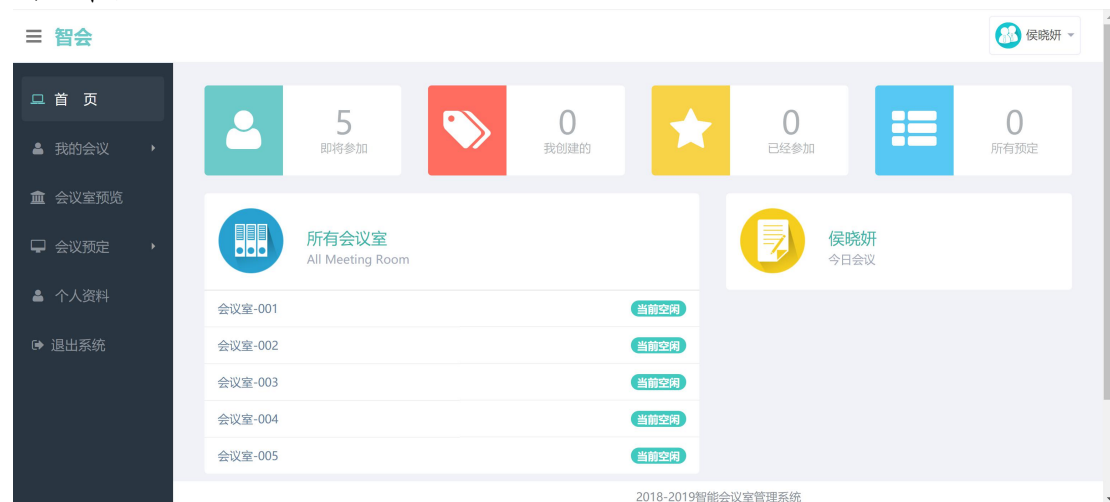 智会
侯晓妍
首 页
我的会议
会议室预览
会议预定
个人资料
退出系统
5
即将参加
0
我创建的
0
已经参加
0
所有预定
所有会议室
All Meeting Room
会议室-001 当前空闲
会议室-002 当前空闲
会议室-003 当前空闲
会议室-004 当前空闲
会议室-005 当前空闲
侯晓妍
今日会议
2018-2019智能会议室管理系统